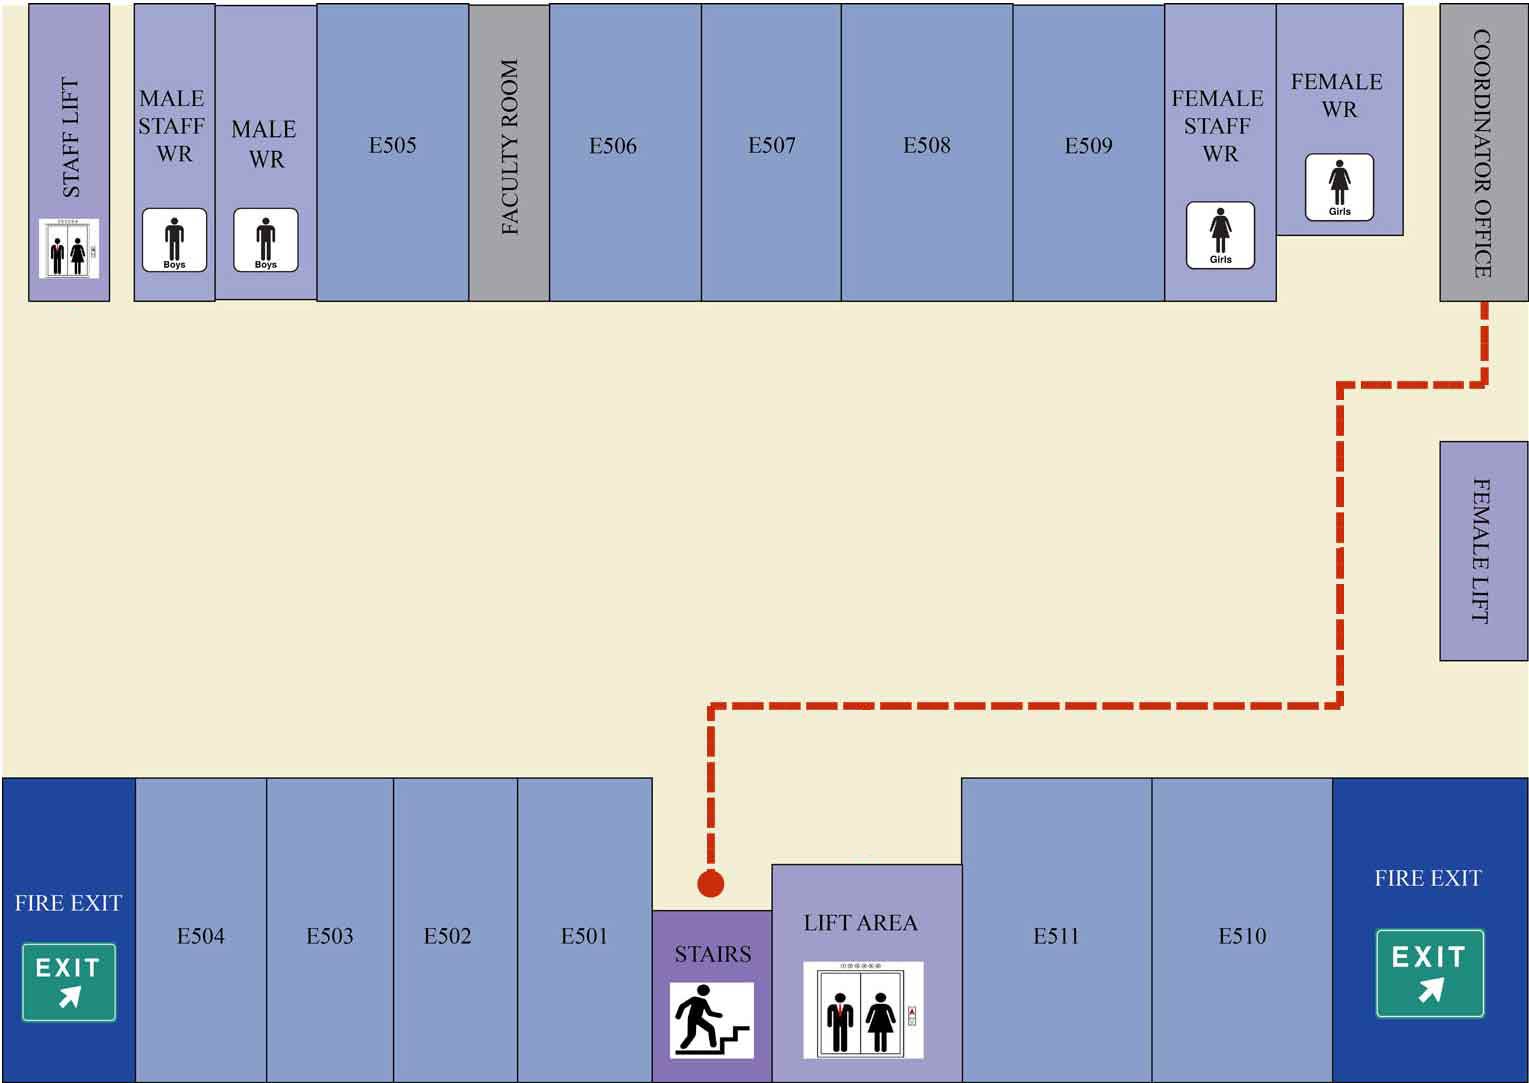 STAFF LIFT
MALE
STAFF
WR
Boys
MALE
WR
Boys
E505
FACULTY ROOM
E506
E507
E508
E509
FEMALE
STAFF
WR
Girls
FEMALE
WR
Girls
COORDINATOR OFFICE
FEMALE LIFT
FIRE EXIT
EXIT
E504
E503
E502
E501
STAIRS
LIFT AREA
E511
E510
FIRE EXIT
EXIT